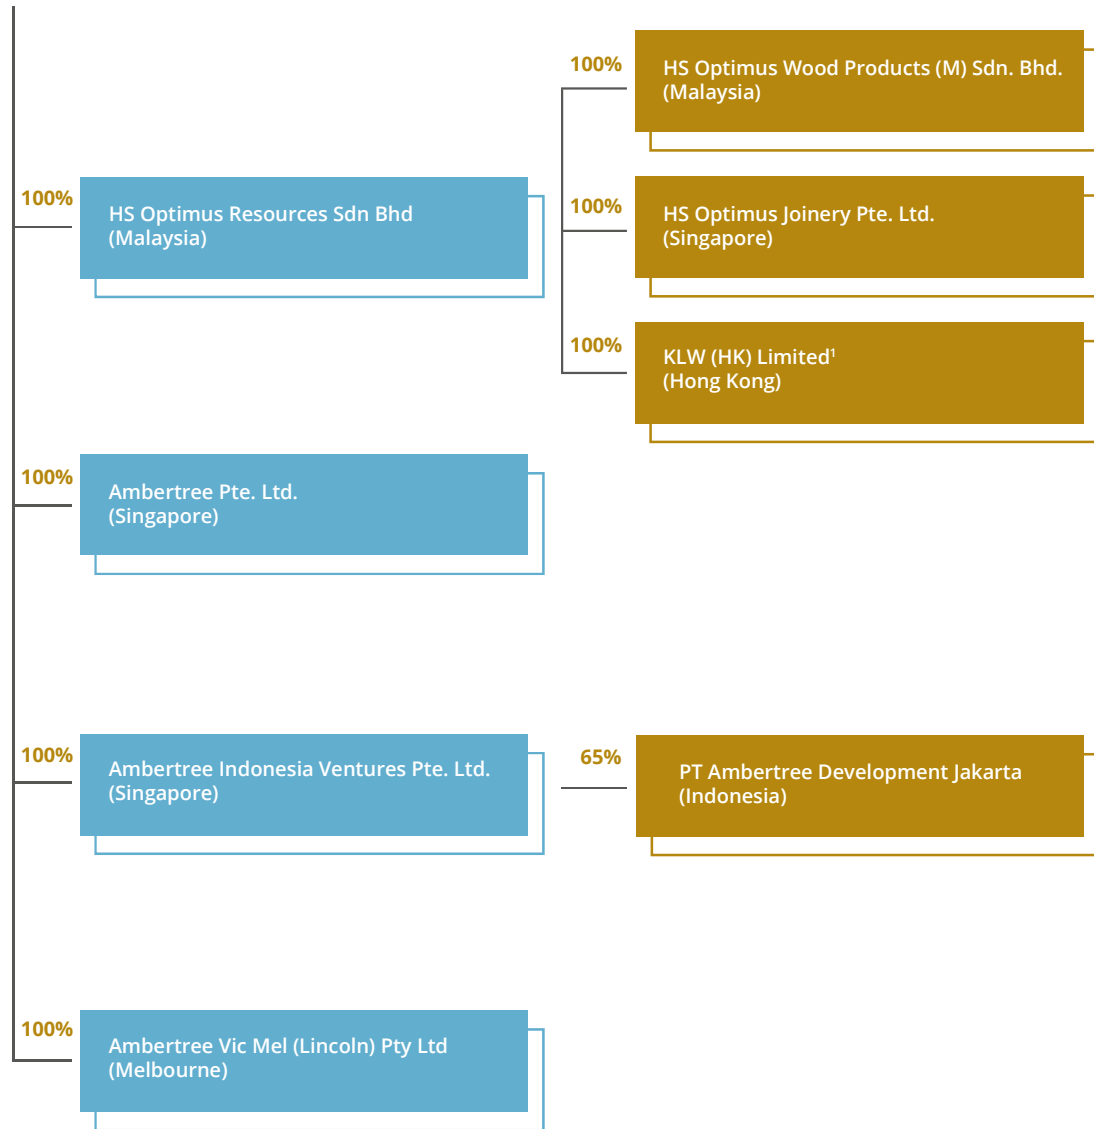 100%
HS Optimus Wood Products (M) Sdn. Bhd.
(Malaysia)
100%
HS Optimus Resources Sdn Bhd
(Malaysia)
100%
HS Optimus Joinery Pte. Ltd.
(Singapore)
100%
KLW (HK) Limited¹
(Hong Kong)
100%
Ambertree Pte. Ltd.
(Singapore)
100%
Ambertree Indonesia Ventures Pte. Ltd.
(Singapore)
65%
PT Ambertree Development Jakarta
(Indonesia)
100%
Ambertree Vic Mel (Lincoln) Pty Ltd
(Melbourne)